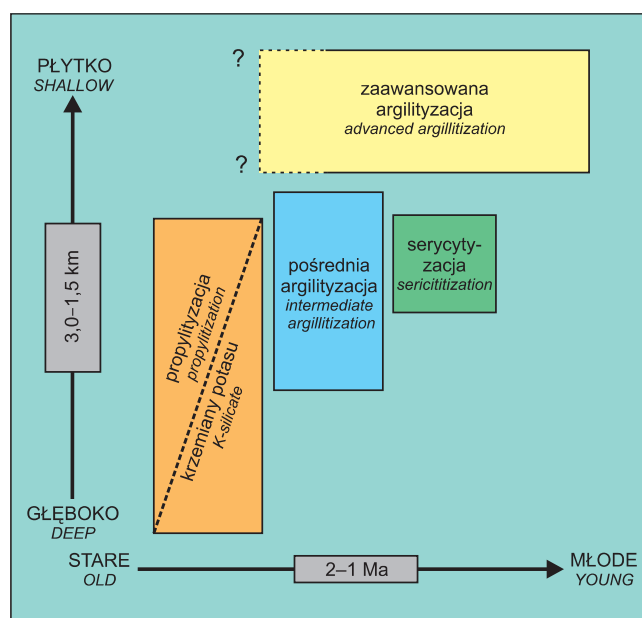 PŁYTKO
SHALLOW
?
?
zaawansowana
argilityzacja
advanced argillitization
3,0–1,5 km
propylityzacja
propylitization
krzemiany potasu
K-silicate
pośrednia
argilityzacja
intermediate
argillitization
serycyty-
zacja
sericititization
GŁĘBOKO
DEEP
STARE
OLD
2–1 Ma
MŁODE
YOUNG